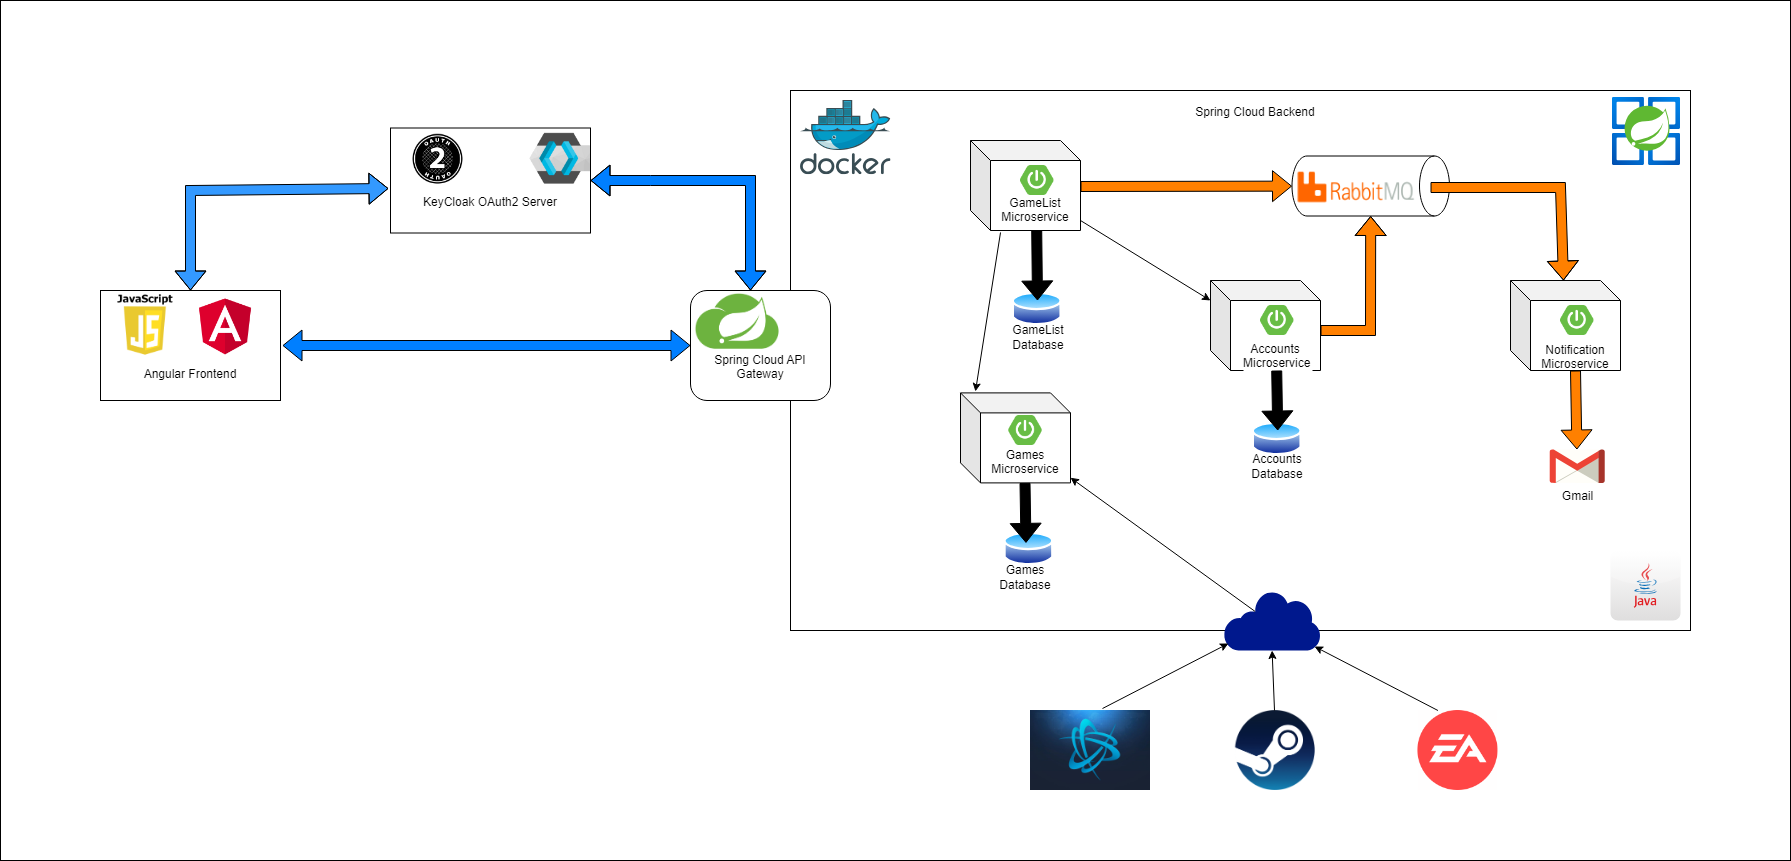 docker
Spring Cloud Backend
OAUTH
2
OAUTH
KeyCloak OAuth2 Server
GameList
Microservice
RabbitMQ
JavaScript
JS
A
Angular Frontend
Spring Cloud API
Gateway
GameList
Database
Accounts
Microservice
Notification
Microservice
Games
Microservice
Accounts
Database
Gmail
Games
Database
Java
EA